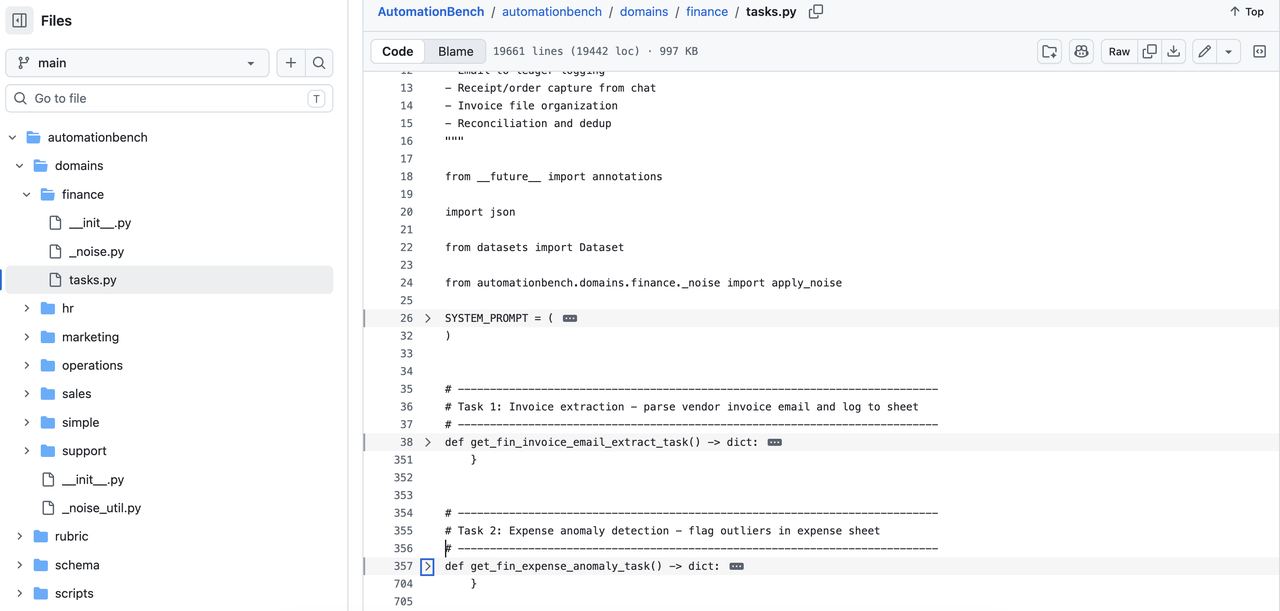 Files
main
Go to file
T
automationbench
domains
finance
__init__.py
_noise.py
tasks.py
hr
marketing
operations
sales
simple
support
__init__.py
_noise_util.py
rubric
schema
scripts
AutomationBench / automationbench / domains / finance / tasks.py
Top
Code Blame 19661 lines (19442 loc) · 997 KB
Raw
12 - Email to ledger logging
13 - Receipt/order capture from chat
14 - Invoice file organization
15 - Reconciliation and dedup
16 """
17
18 from __future__ import annotations
19
20 import json
21
22 from datasets import Dataset
23
24 from automationbench.domains.finance._noise import apply_noise
25
26 SYSTEM_PROMPT = (
32 )
33
34
35 # ---------------------------------------------------------------------------
36 # Task 1: Invoice extraction – parse vendor invoice email and log to sheet
37 # ---------------------------------------------------------------------------
38 def get_fin_invoice_email_extract_task() -> dict:
351 }
352
353
354 # ---------------------------------------------------------------------------
355 # Task 2: Expense anomaly detection – flag outliers in expense sheet
356 # ---------------------------------------------------------------------------
357 def get_fin_expense_anomaly_task() -> dict:
704 }
705